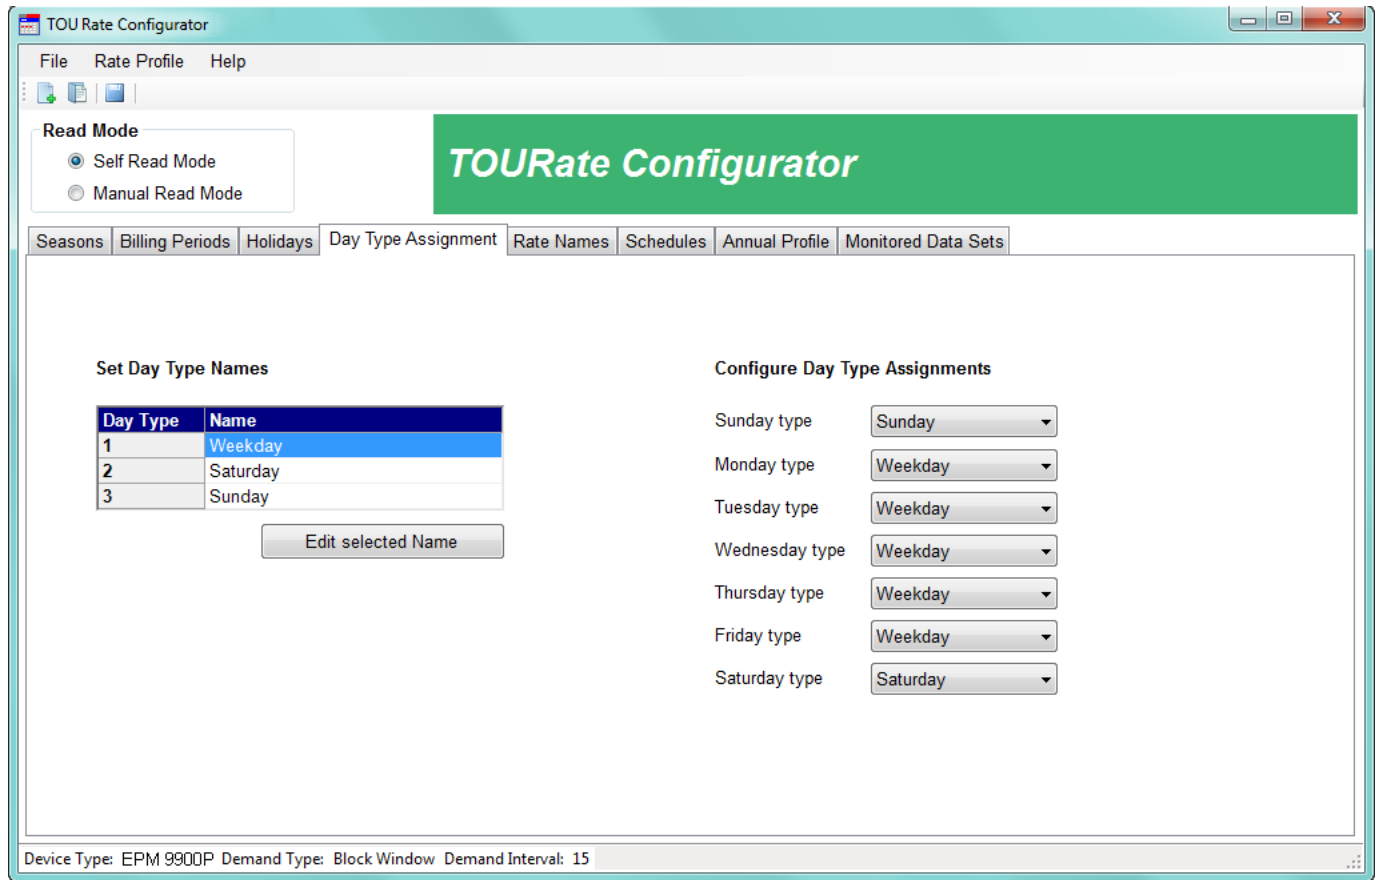 TOU Rate Configurator
File Rate Profile Help
Read Mode
Self Read Mode
Manual Read Mode
TOURate Configurator
Seasons Billing Periods Holidays Day Type Assignment Rate Names Schedules Annual Profile Monitored Data Sets
Set Day Type Names
Day Type Name
1 Weekday
2 Saturday
3 Sunday
Edit selected Name
Configure Day Type Assignments
Sunday type Sunday
Monday type Weekday
Tuesday type Weekday
Wednesday type Weekday
Thursday type Weekday
Friday type Weekday
Saturday type Saturday
Device Type: EPM 9900P Demand Type: Block Window Demand Interval: 15